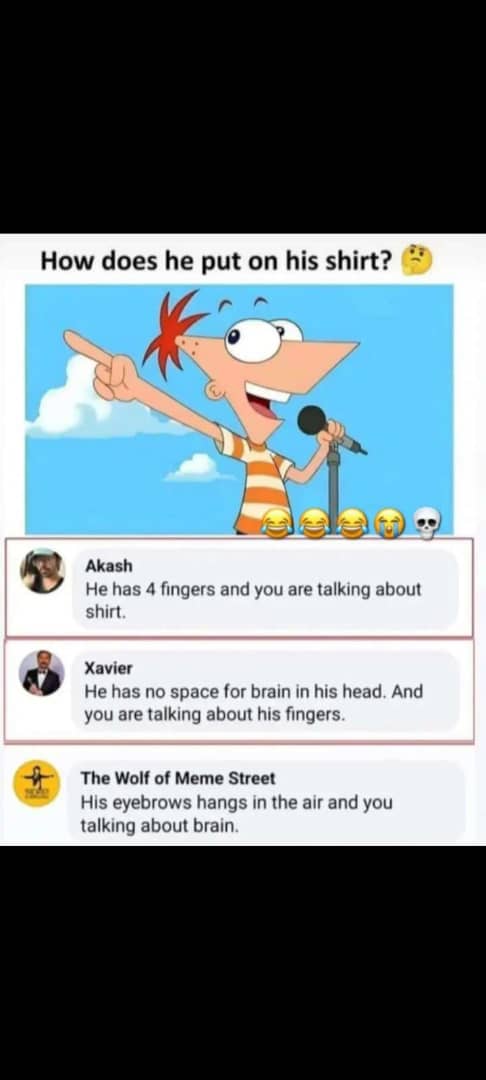 How does he put on his shirt? 🤔
😂😂😂😭💀
Akash
He has 4 fingers and you are talking about
shirt.
Xavier
He has no space for brain in his head. And
you are talking about his fingers.
The Wolf of Meme Street
His eyebrows hangs in the air and you
talking about brain.